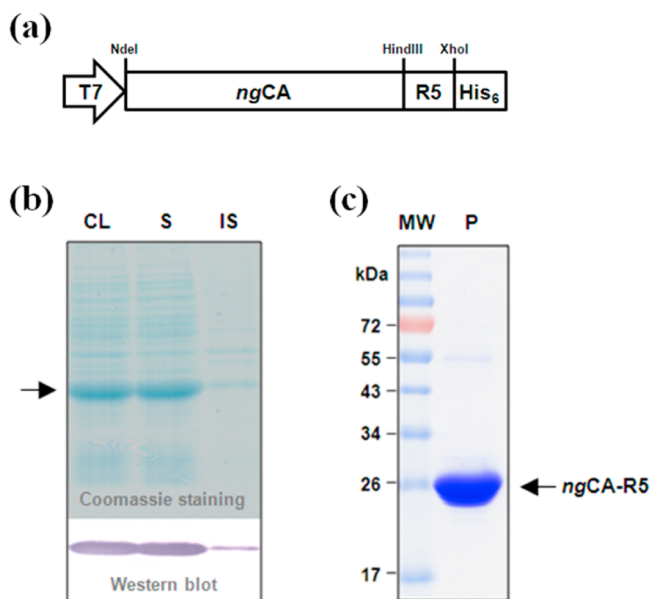 (a)
NdeI HindIII XhoI
T7 ngCA R5 His6
(b)
CL S IS
Coomassie staining
Western blot
(c)
MW P
kDa
72
55
43
34
26 ngCA-R5
17